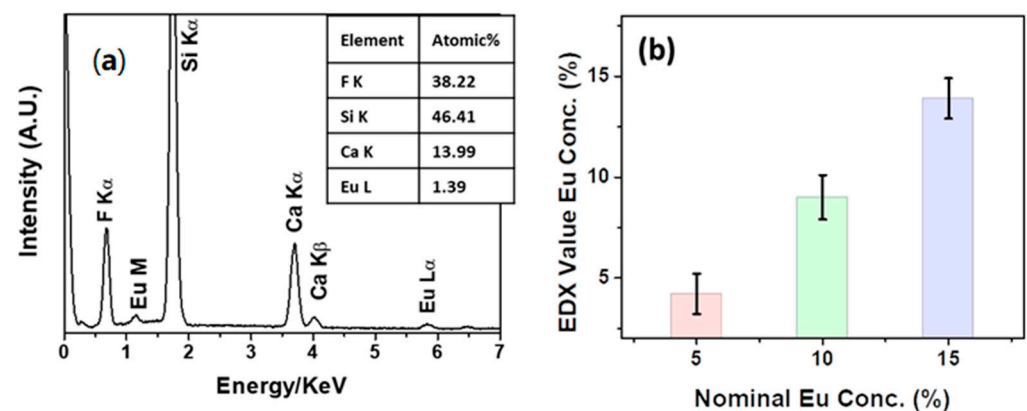 (a)
Intensity (A.U.)
F Kα
Eu M
Si Kα
Ca Kα
Ca Kβ
Eu Lα
Element Atomic%
F K 38.22
Si K 46.41
Ca K 13.99
Eu L 1.39
0 1 2 3 4 5 6 7
Energy/KeV
(b)
EDX Value Eu Conc. (%)
15
10
5
5 10 15
Nominal Eu Conc. (%)